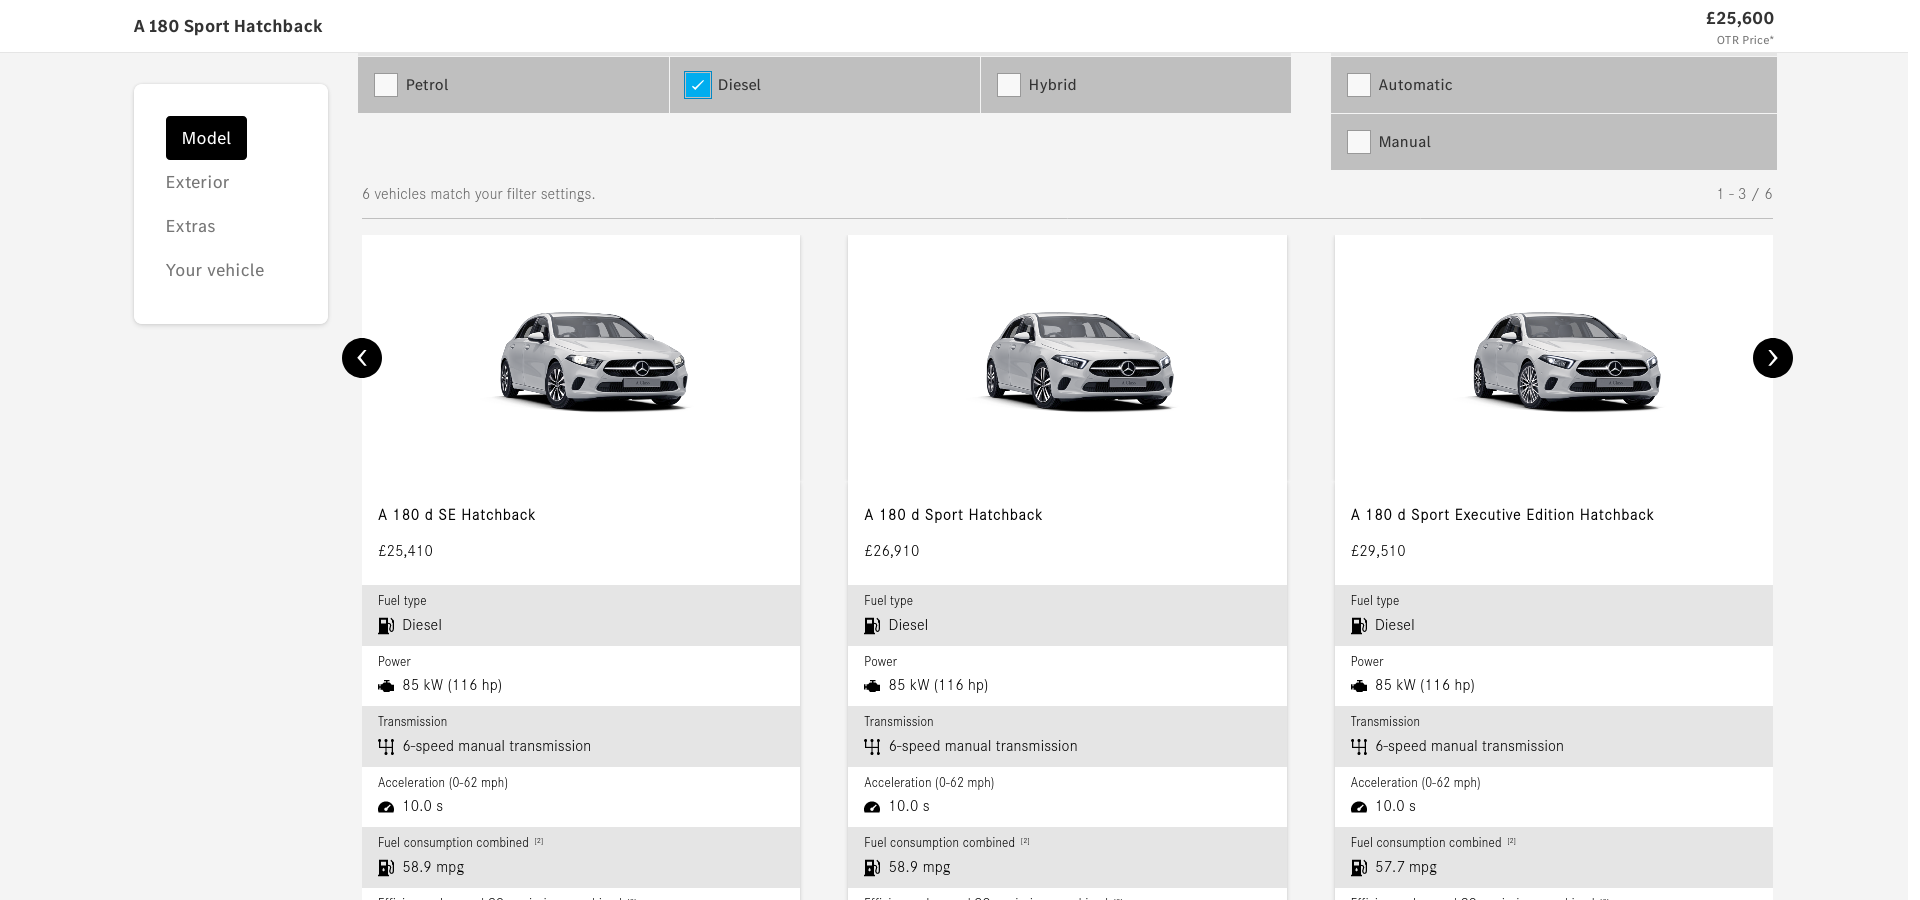 A 180 Sport Hatchback
£25,600
OTR Price*
Petrol
Diesel
Hybrid
Automatic
Manual
Model
Exterior
Extras
Your vehicle
6 vehicles match your filter settings.
1 - 3 / 6
A 180 d SE Hatchback
£25,410
Fuel type
Diesel
Power
85 kW (116 hp)
Transmission
6-speed manual transmission
Acceleration (0-62 mph)
10.0 s
Fuel consumption combined [2]
58.9 mpg
A 180 d Sport Hatchback
£26,910
Fuel type
Diesel
Power
85 kW (116 hp)
Transmission
6-speed manual transmission
Acceleration (0-62 mph)
10.0 s
Fuel consumption combined [2]
58.9 mpg
A 180 d Sport Executive Edition Hatchback
£29,510
Fuel type
Diesel
Power
85 kW (116 hp)
Transmission
6-speed manual transmission
Acceleration (0-62 mph)
10.0 s
Fuel consumption combined [2]
57.7 mpg